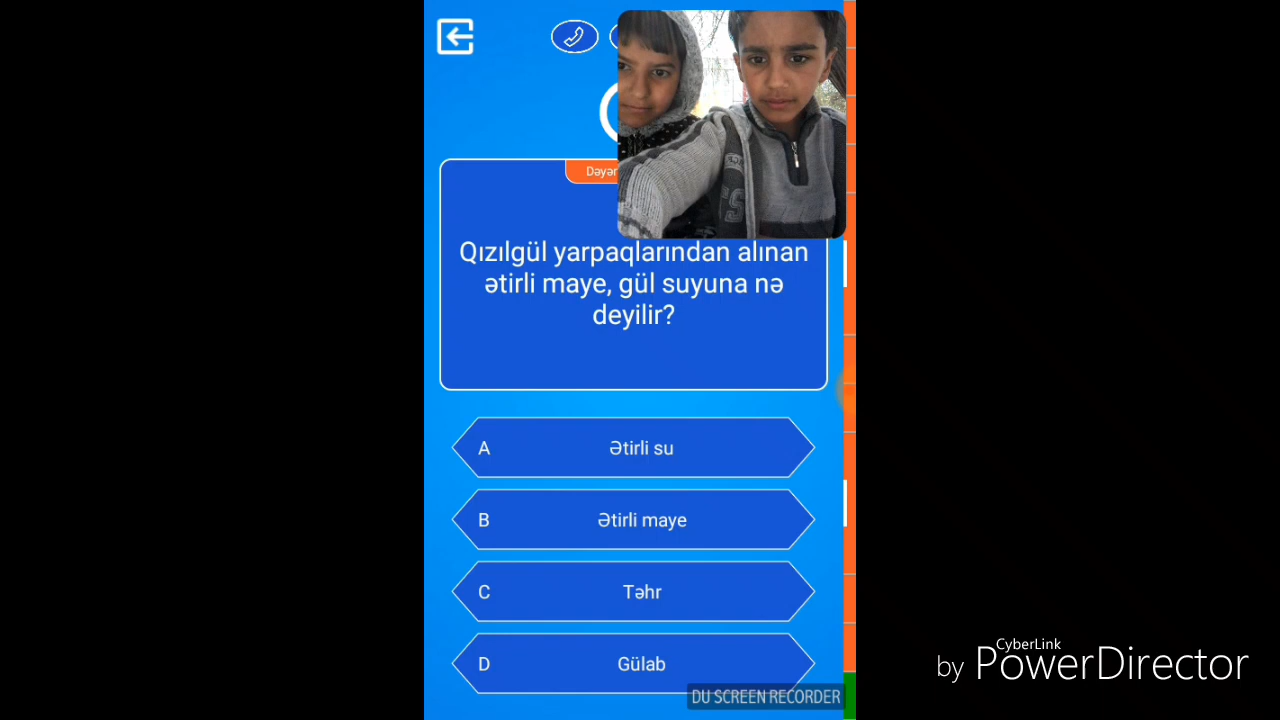 Qızılgül yarpaqlarından alınan
ətirli maye, gül suyuna nə
deyilir?
A Ətirli su
B Ətirli maye
C Təhr
D Gülab
DU SCREEN RECORDER
CyberLink
by PowerDirector